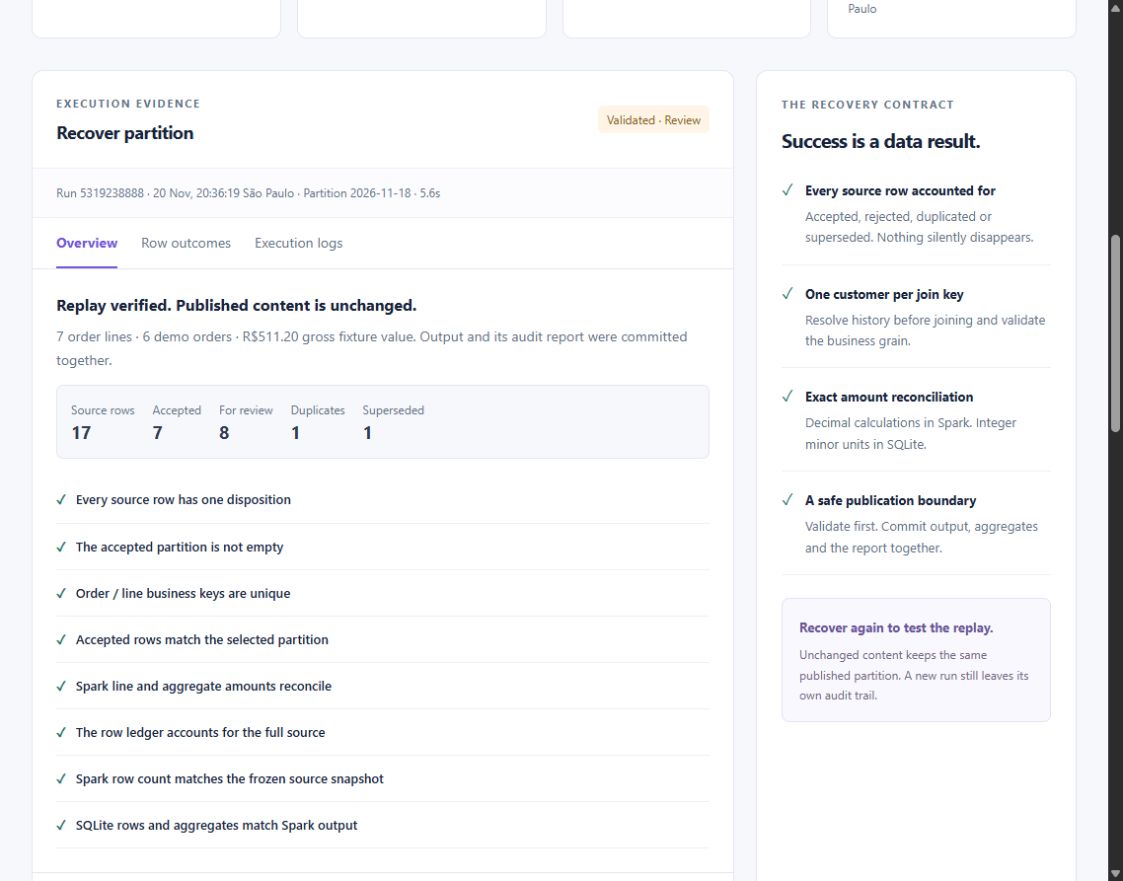 Paulo
EXECUTION EVIDENCE
Recover partition
Validated · Review
Run 5319238888 · 20 Nov, 20:36:19 São Paulo · Partition 2026-11-18 · 5.6s
Overview
Row outcomes
Execution logs
Replay verified. Published content is unchanged.
7 order lines · 6 demo orders · R$511.20 gross fixture value. Output and its audit report were committed
together.
Source rows
Accepted
For review
Duplicates
Superseded
17
7
8
1
1
✓ Every source row has one disposition
✓ The accepted partition is not empty
✓ Order / line business keys are unique
✓ Accepted rows match the selected partition
✓ Spark line and aggregate amounts reconcile
✓ The row ledger accounts for the full source
✓ Spark row count matches the frozen source snapshot
✓ SQLite rows and aggregates match Spark output
THE RECOVERY CONTRACT
Success is a data result.
✓ Every source row accounted for
Accepted, rejected, duplicated or
superseded. Nothing silently disappears.
✓ One customer per join key
Resolve history before joining and validate
the business grain.
✓ Exact amount reconciliation
Decimal calculations in Spark. Integer
minor units in SQLite.
✓ A safe publication boundary
Validate first. Commit output, aggregates
and the report together.
Recover again to test the replay.
Unchanged content keeps the same
published partition. A new run still leaves its
own audit trail.